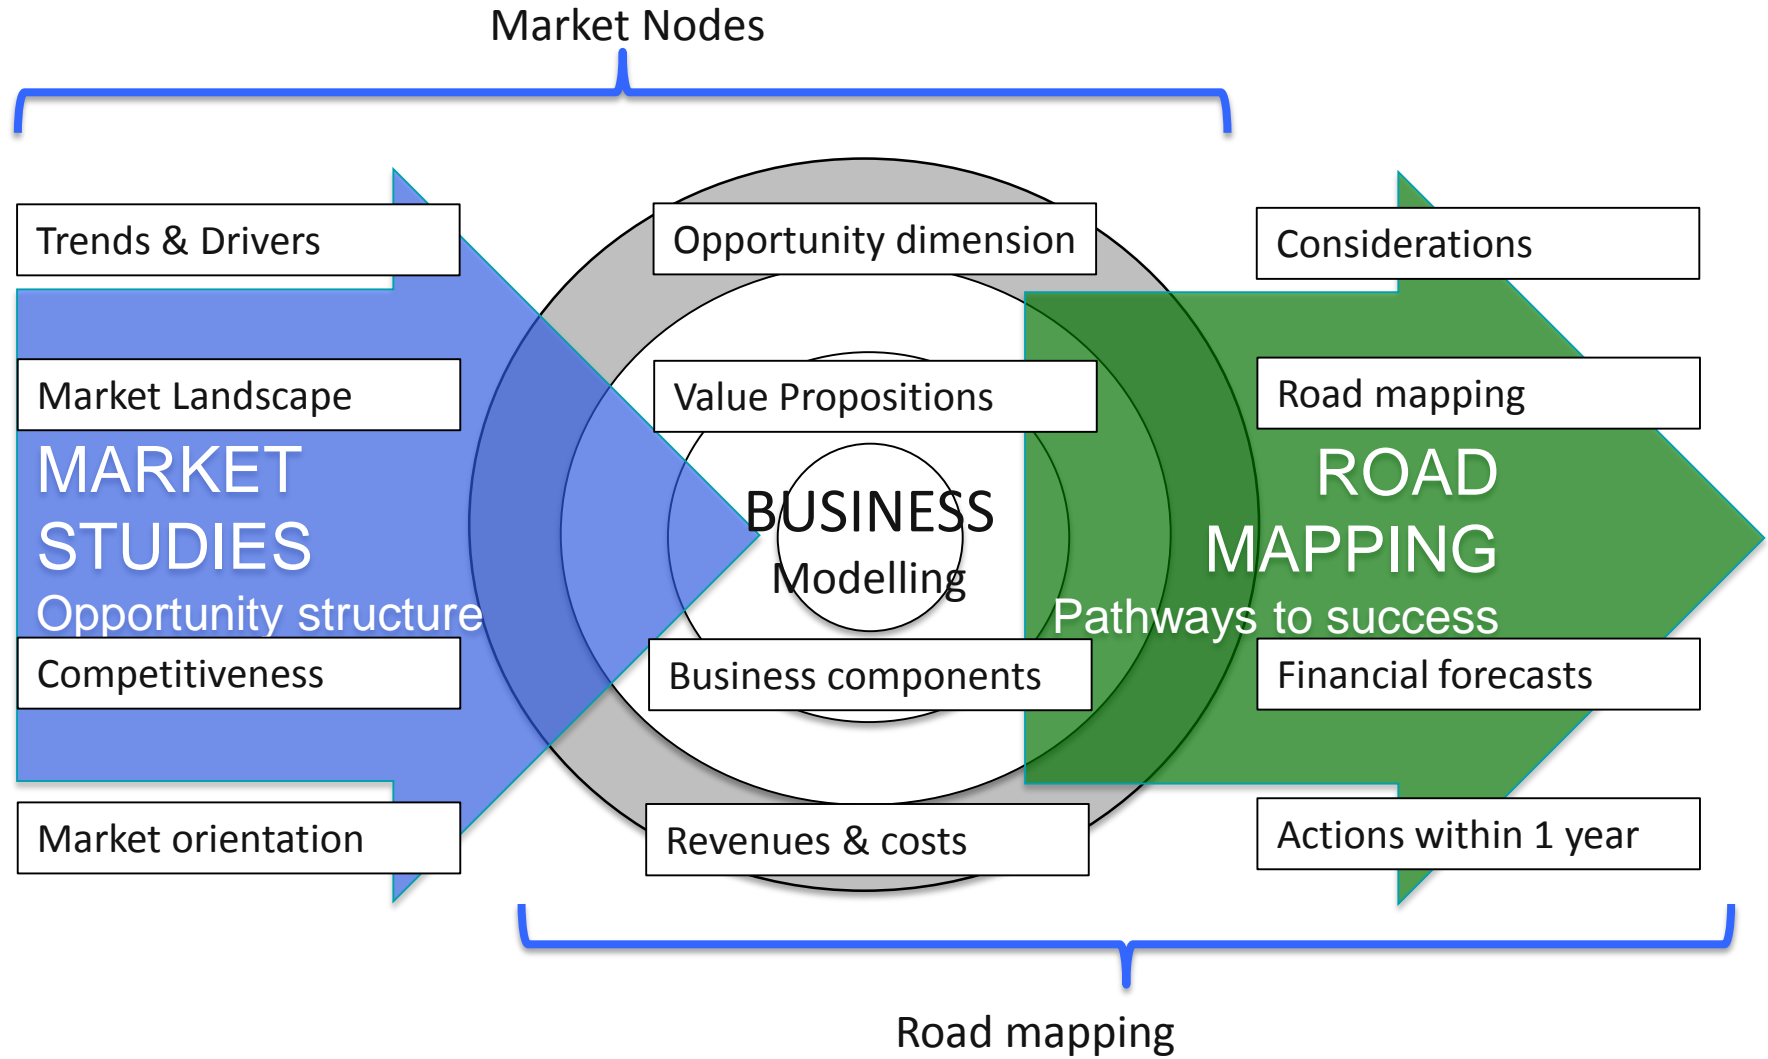 Market Nodes
Trends & Drivers
Market Landscape
MARKET
STUDIES
Opportunity structure
Competitiveness
Market orientation
Opportunity dimension
Value Propositions
BUSINESS
Modelling
Business components
Revenues & costs
Considerations
Road mapping
ROAD
MAPPING
Pathways to success
Financial forecasts
Actions within 1 year
Road mapping